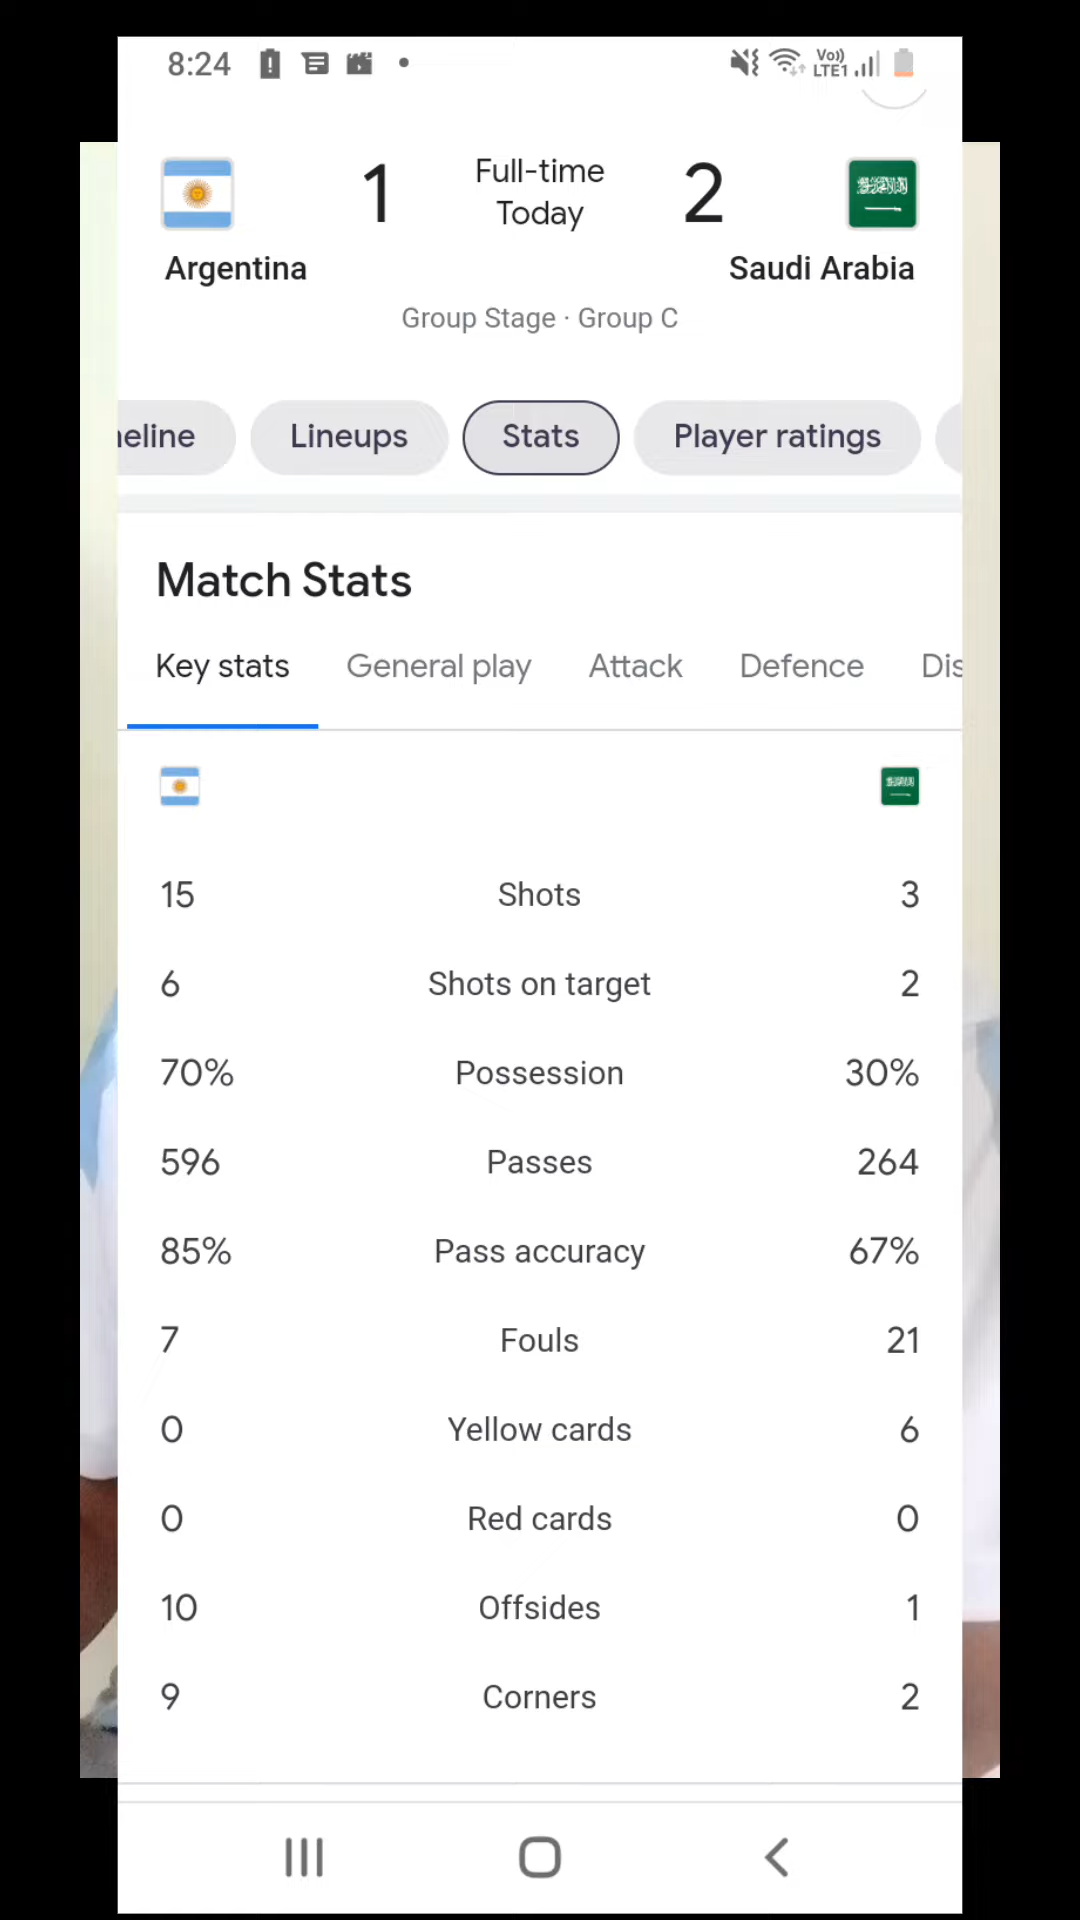 8:24
Vo))
LTE1
1 Full-time 2
Today
Argentina Saudi Arabia
Group Stage · Group C
neline Lineups Stats Player ratings
Match Stats
Key stats General play Attack Defence Dis
15 Shots 3
6 Shots on target 2
70% Possession 30%
596 Passes 264
85% Pass accuracy 67%
7 Fouls 21
0 Yellow cards 6
0 Red cards 0
10 Offsides 1
9 Corners 2